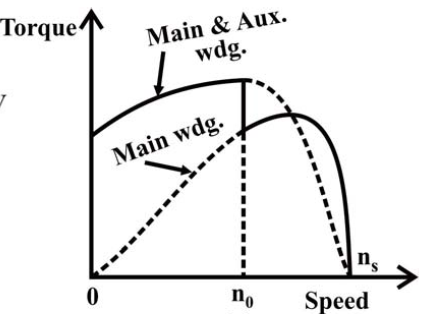 Torque
Main & Aux.
wdg.
y
Main wdg.
0
n₀
Speed
nₛ